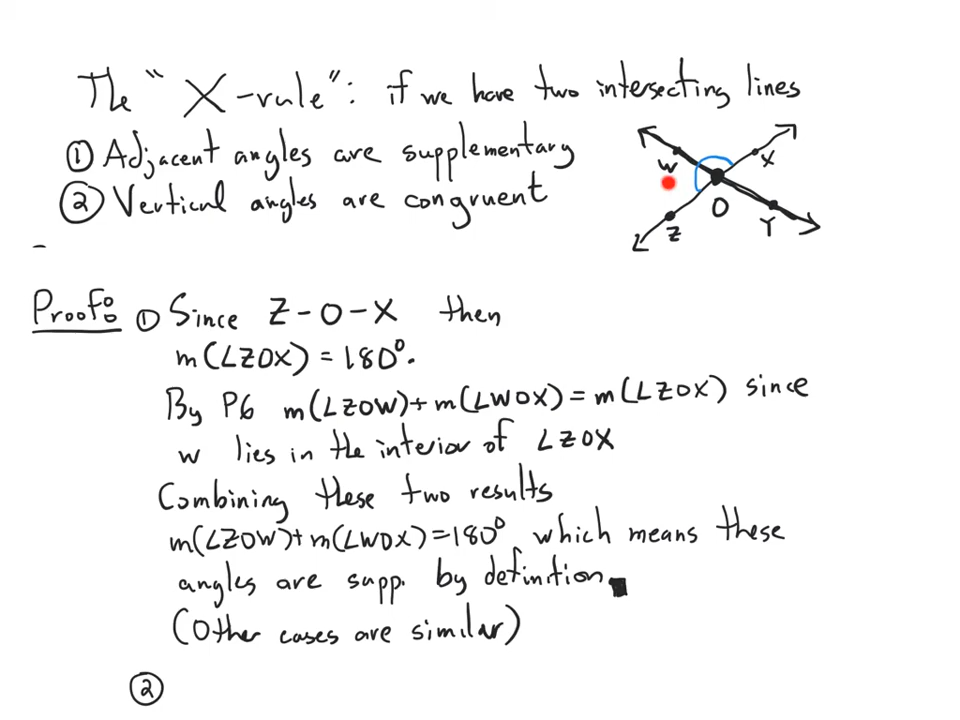 The "X-rule": if we have two intersecting lines
① Adjacent angles are supplementary
② Vertical angles are congruent
W
X
O
Z
Y
Proof: ① Since Z-O-X then
m(∠ZOX) = 180°.
By P6 m(∠ZOW)+m(∠WOX)=m(∠ZOX) since
W lies in the interior of ∠ZOX
Combining these two results
m(∠ZOW)+m(∠WOX)=180° which means these
angles are supp. by definition.
(Other cases are similar)
②